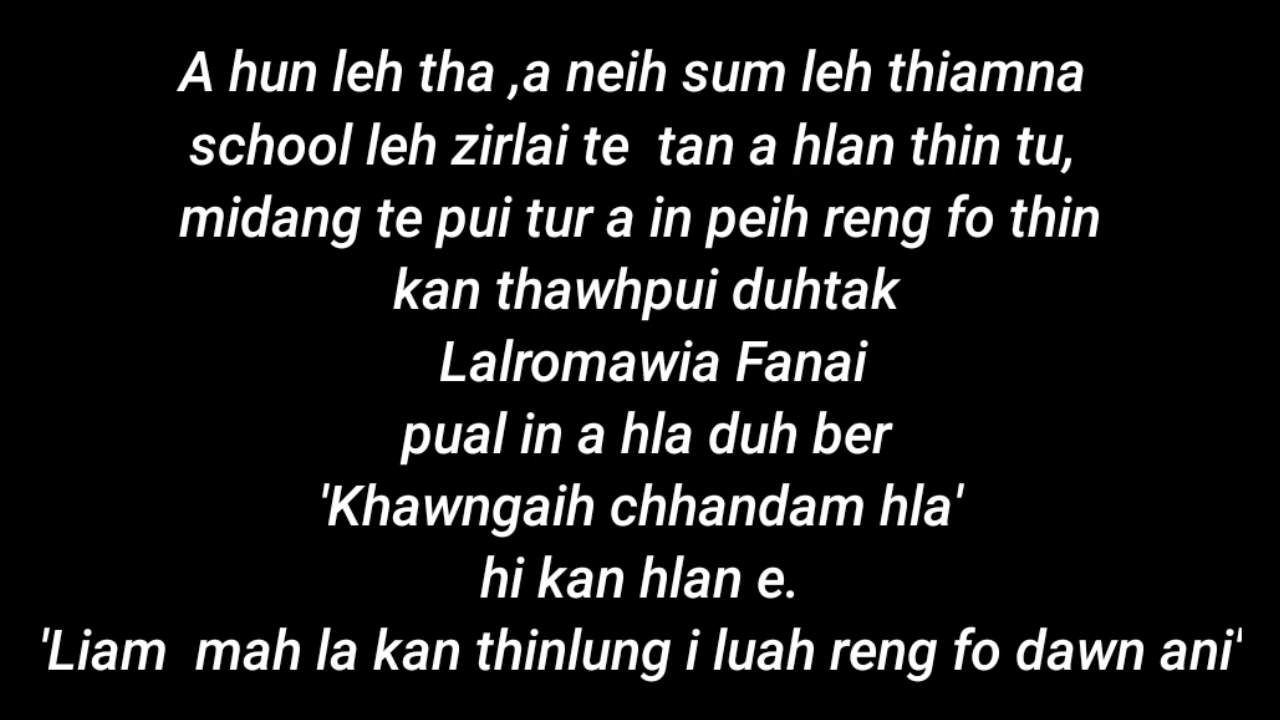 A hun leh tha ,a neih sum leh thiamna
school leh zirlai te tan a hlan thin tu,
midang te pui tur a in peih reng fo thin
kan thawhpui duhtak
Lalromawia Fanai
pual in a hla duh ber
'Khawngaih chhandam hla'
hi kan hlan e.
'Liam mah la kan thinlung i luah reng fo dawn ani'